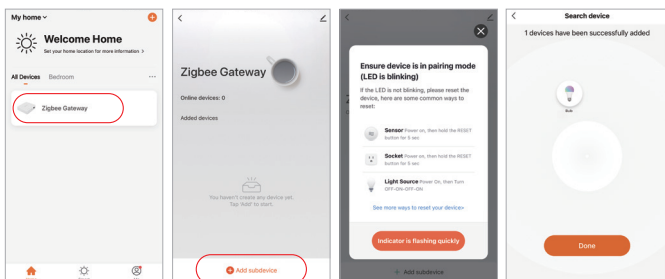 My home
Welcome Home
Set your home location for more information >
All Devices Bedroom ...
Zigbee Gateway
Zigbee Gateway
Online devices: 0
Added devices
You haven't create any device yet.
Tap "Add" to start.
Add subdevice
Ensure device is in pairing mode
(LED is blinking)
If the LED is not blinking, please reset the
device, here are some common ways to
reset:
Sensor Power on, then hold the RESET
button for 5 sec
Socket Power on, then hold the RESET
button for 5 sec
Light Source Power On, then Turn
OFF-ON-OFF-ON
See more ways to reset your device>
Indicator is flashing quickly
Add subdevice
Search device
1 devices have been successfully added
Bulb
Done